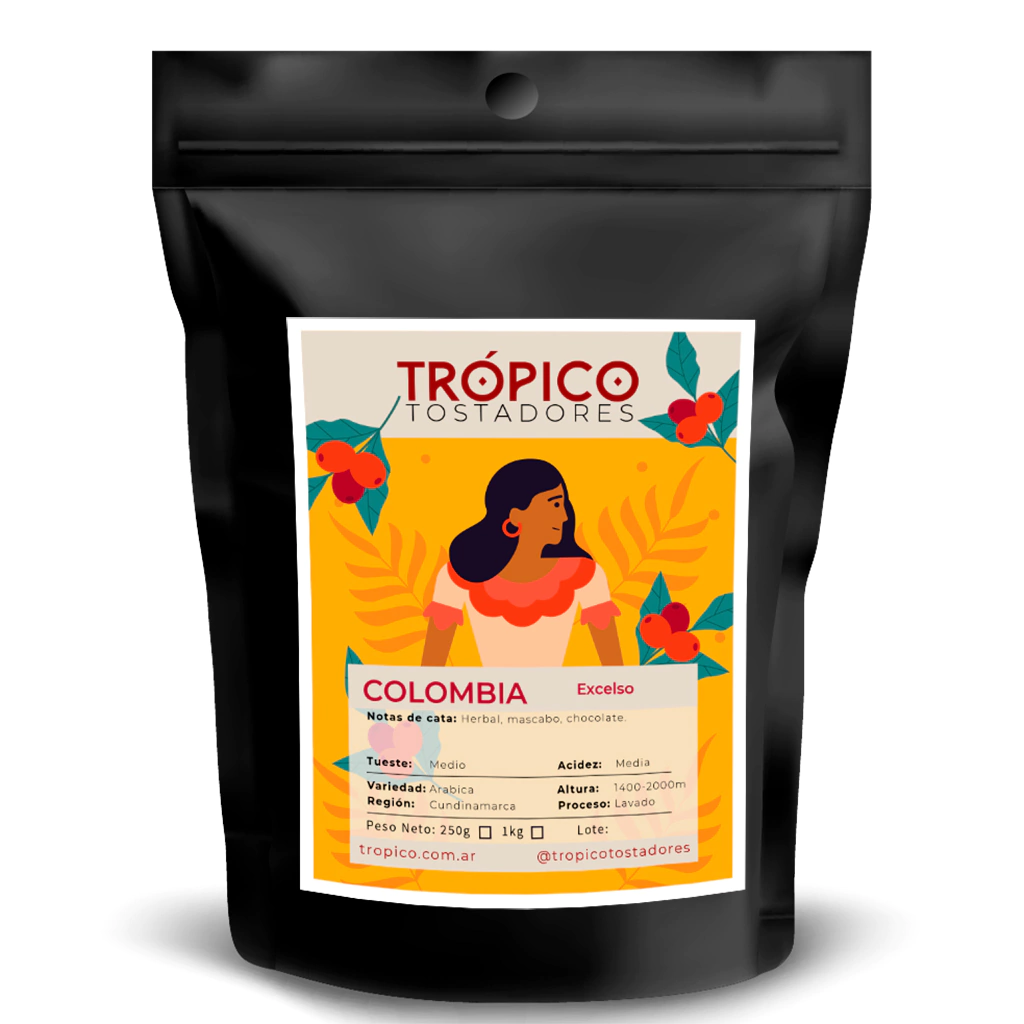 TRÓPICO
TOSTADORES
COLOMBIA Excelso
Notas de cata: Herbal, mascabo, chocolate.
Tueste: Medio Acidez: Media
Variedad: Arabica Altura: 1400-2000m
Región: Cundinamarca Proceso: Lavado
Peso Neto: 250g 1kg Lote:
tropico.com.ar @tropicotostadores